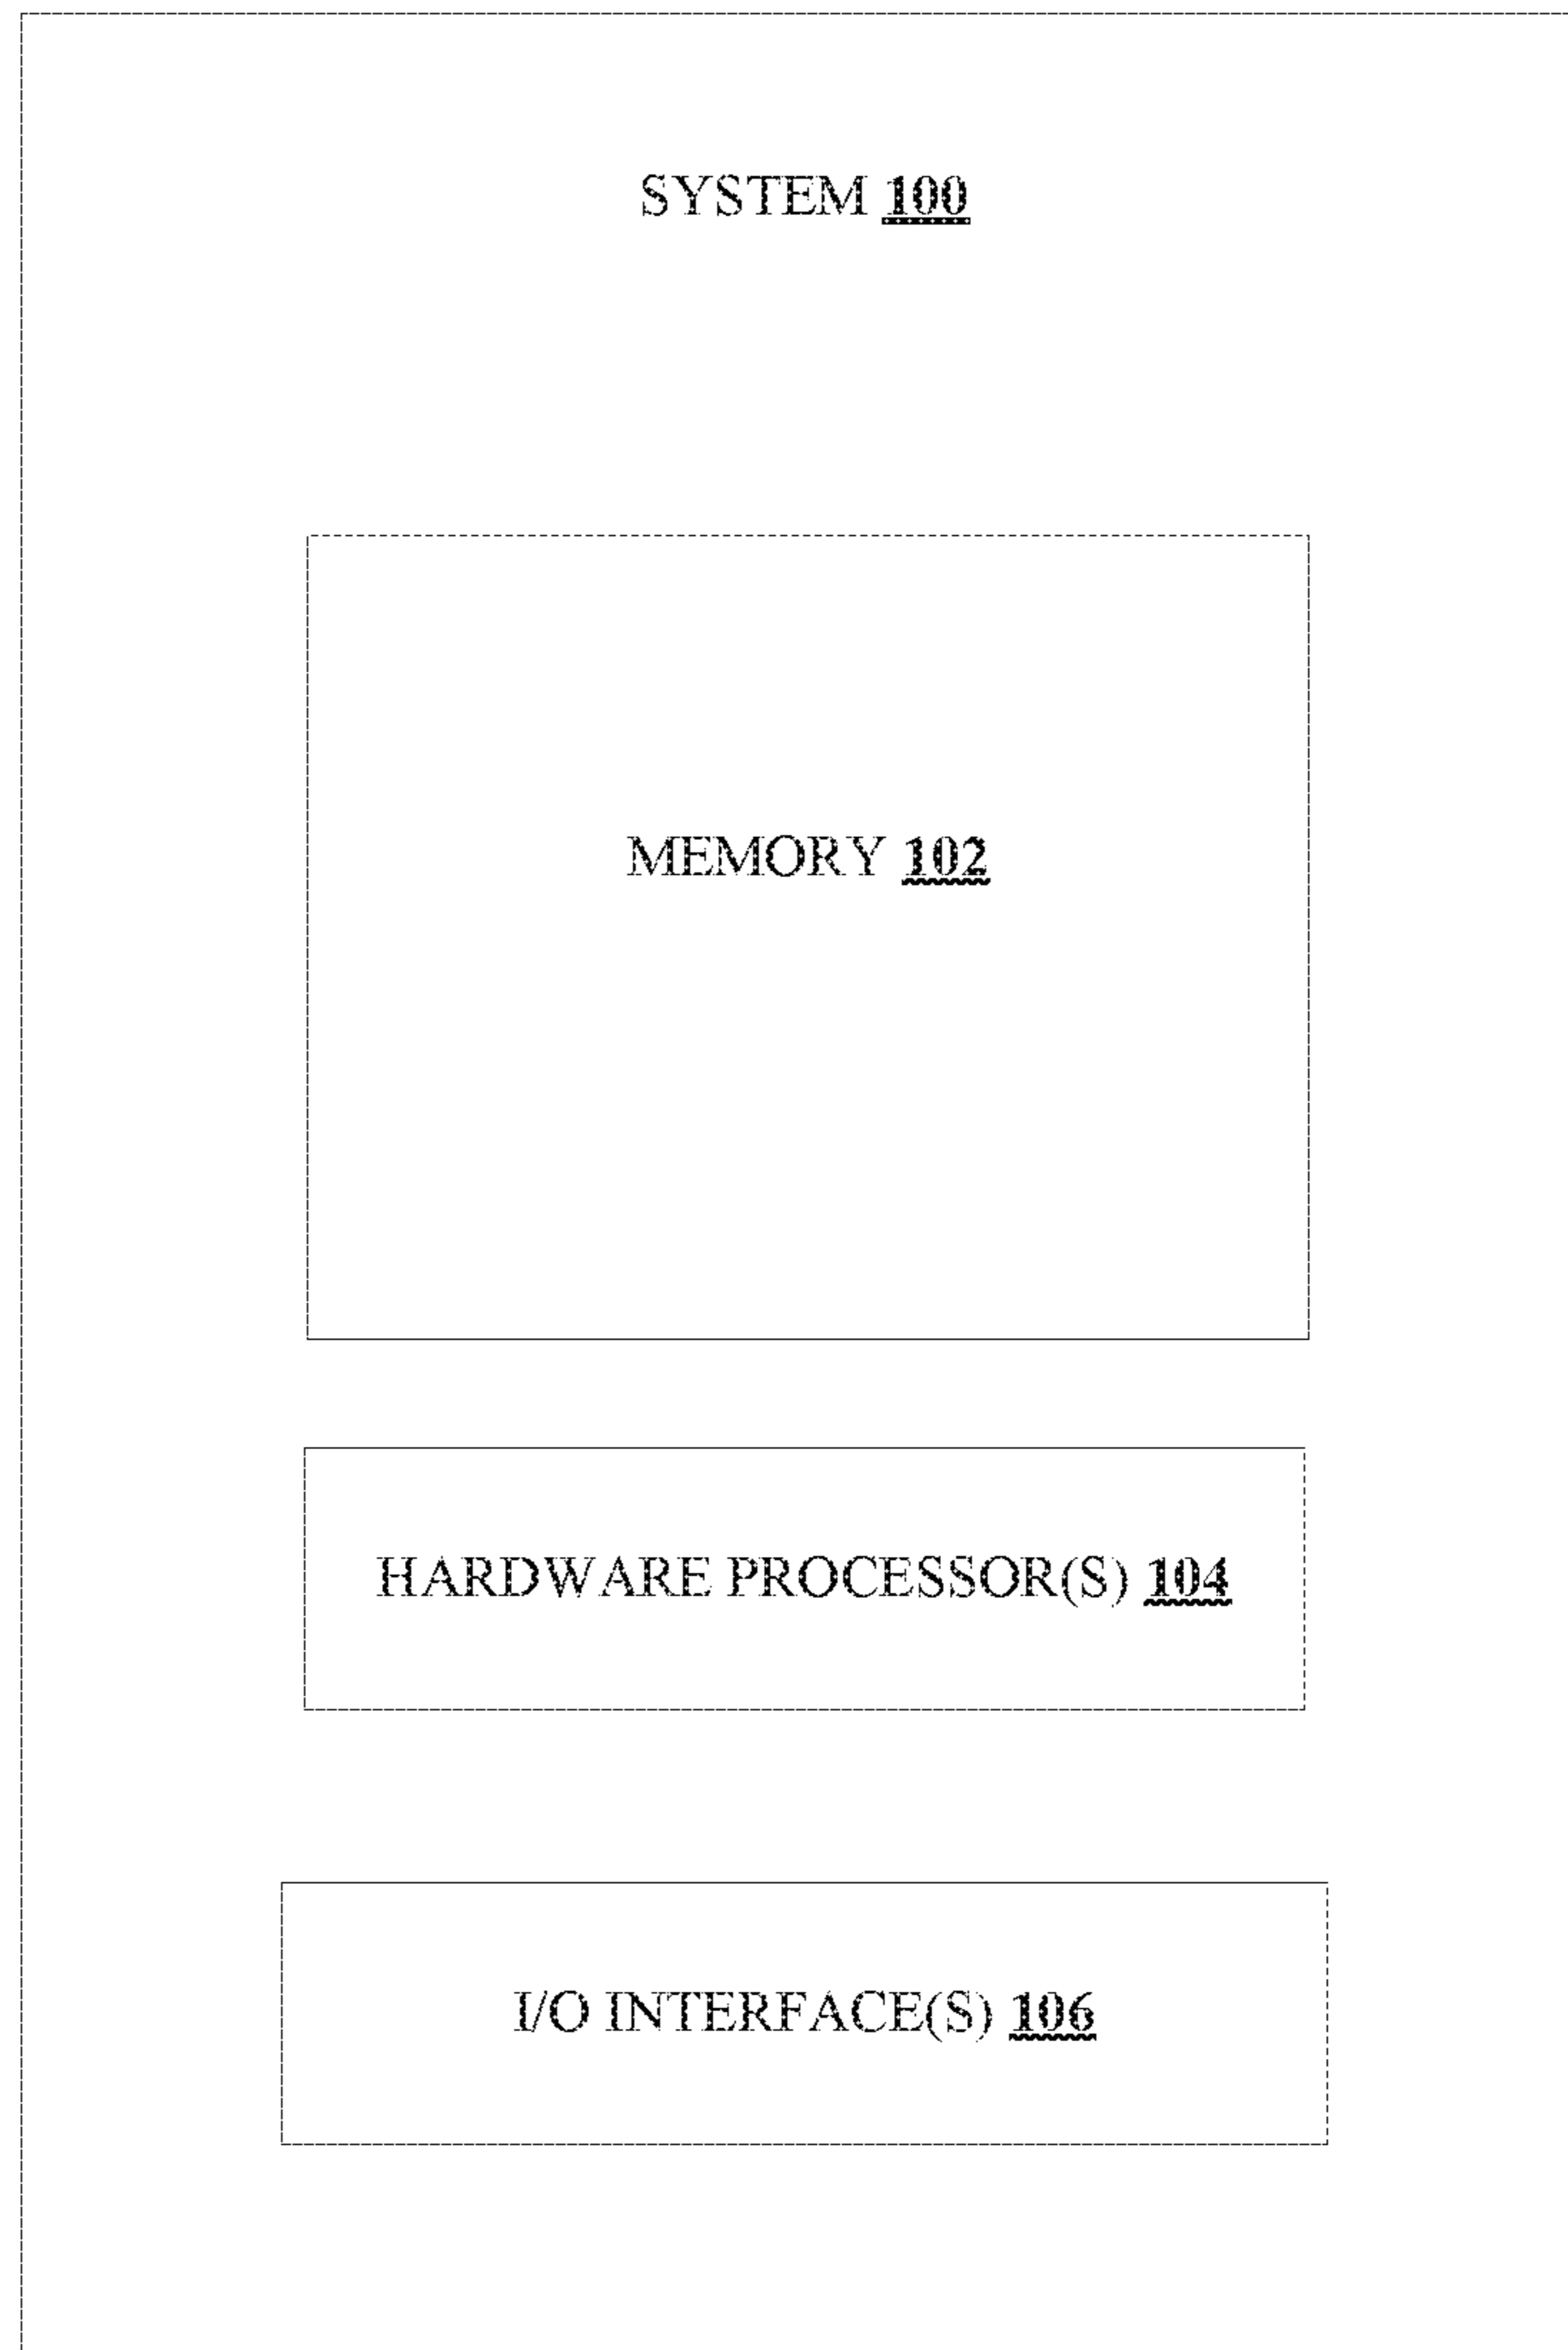 SYSTEM 100
MEMORY 102
HARDWARE PROCESSOR(S) 104
I/O INTERFACE(S) 106